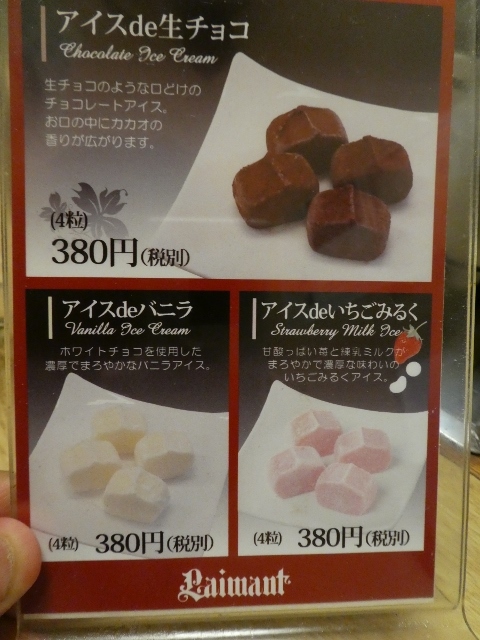 アイスde生チョコ
Chocolate Ice Cream
生チョコのような口どけの
チョコレートアイス。
お口の中にカカオの
香りが広がります。
(4粒)
380円(税別)
アイスdeバニラ
Vanilla Ice Cream
ホワイトチョコを使用した
濃厚でまろやかなバニラアイス。
(4粒) 380円(税別)
アイスdeいちごみるく
Strawberry Milk Ice
甘酸っぱい苺と練乳ミルクが
まろやかで濃厚な味わいの
いちごみるくアイス。
(4粒) 380円(税別)
Laimant